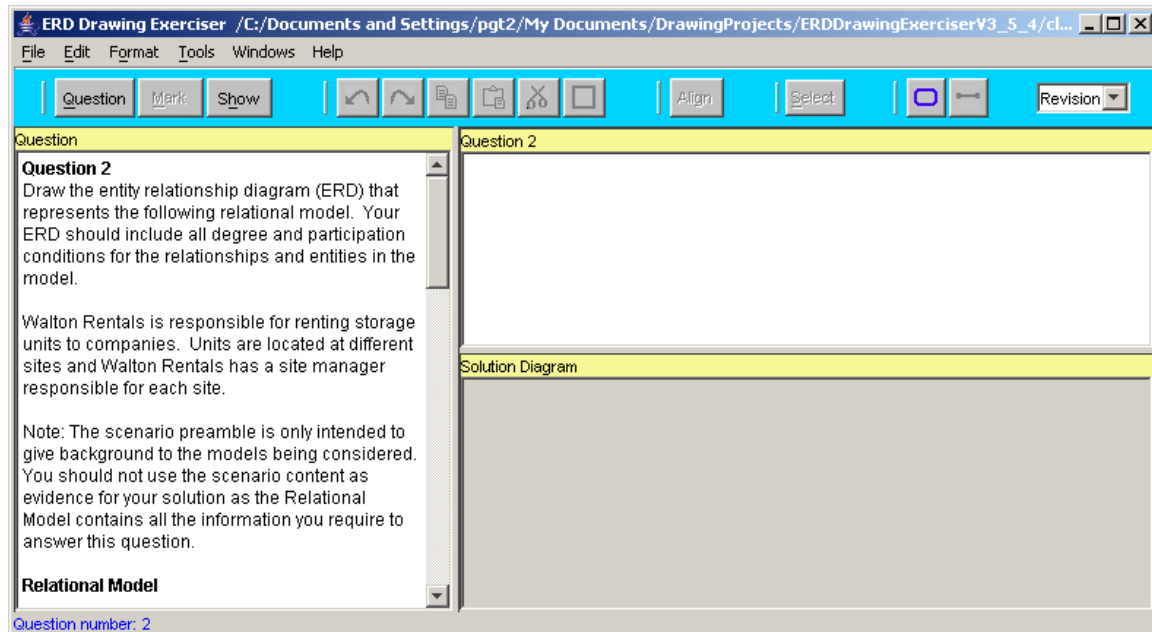 ERD Drawing Exerciser /C:/Documents and Settings/pgt2/My Documents/DrawingProjects/ERDDrawingExerciserV3_5_4/cl...
File Edit Format Tools Windows Help
Question Mark Show Align Select Revision
Question
Question 2
Draw the entity relationship diagram (ERD) that
represents the following relational model. Your
ERD should include all degree and participation
conditions for the relationships and entities in the
model.
Walton Rentals is responsible for renting storage
units to companies. Units are located at different
sites and Walton Rentals has a site manager
responsible for each site.
Note: The scenario preamble is only intended to
give background to the models being considered.
You should not use the scenario content as
evidence for your solution as the Relational
Model contains all the information you require to
answer this question.
Relational Model
Question 2
Solution Diagram
Question number: 2